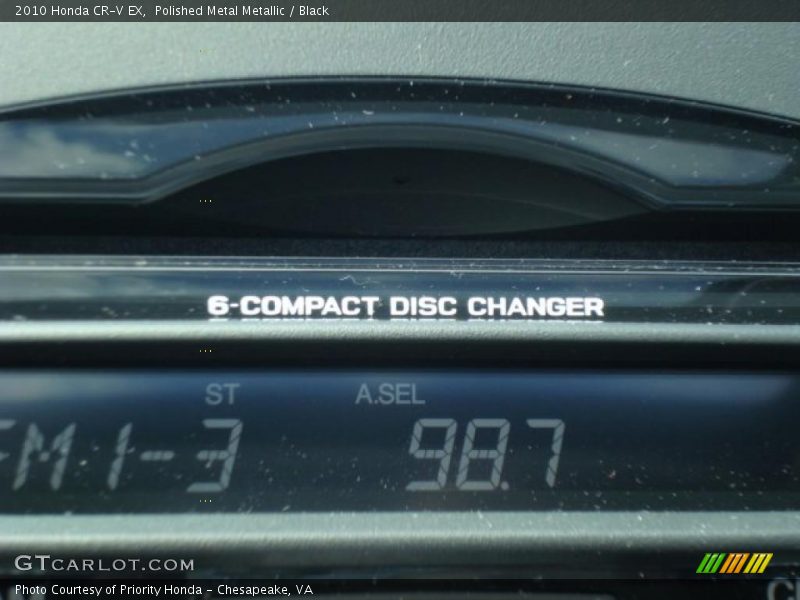 2010 Honda CR-V EX, Polished Metal Metallic / Black
6-COMPACT DISC CHANGER
ST A.SEL
FM1-3 98.7
GTCARLOT.COM
Photo Courtesy of Priority Honda - Chesapeake, VA